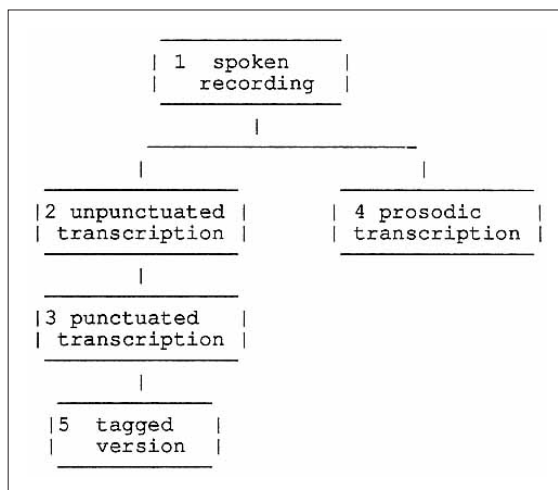 1 spoken
recording
2 unpunctuated
transcription
4 prosodic
transcription
3 punctuated
transcription
5 tagged
version